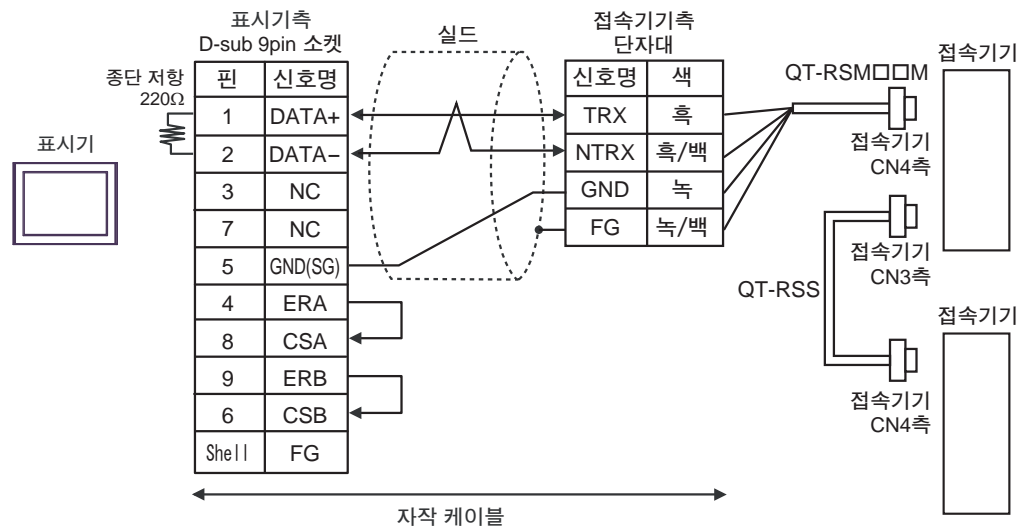 표시기측
D-sub 9pin 소켓
실드
접속기기측
단자대
접속기기
종단 저항
220Ω
핀 신호명
신호명 색
QT-RSM□□M
1 DATA+
TRX 흑
표시기
2 DATA−
NTRX 흑/백
접속기기
CN4측
3 NC
GND 녹
7 NC
FG 녹/백
5 GND(SG)
접속기기
CN3측
QT-RSS
4 ERA
접속기기
8 CSA
9 ERB
접속기기
CN4측
6 CSB
Shell FG
자작 케이블